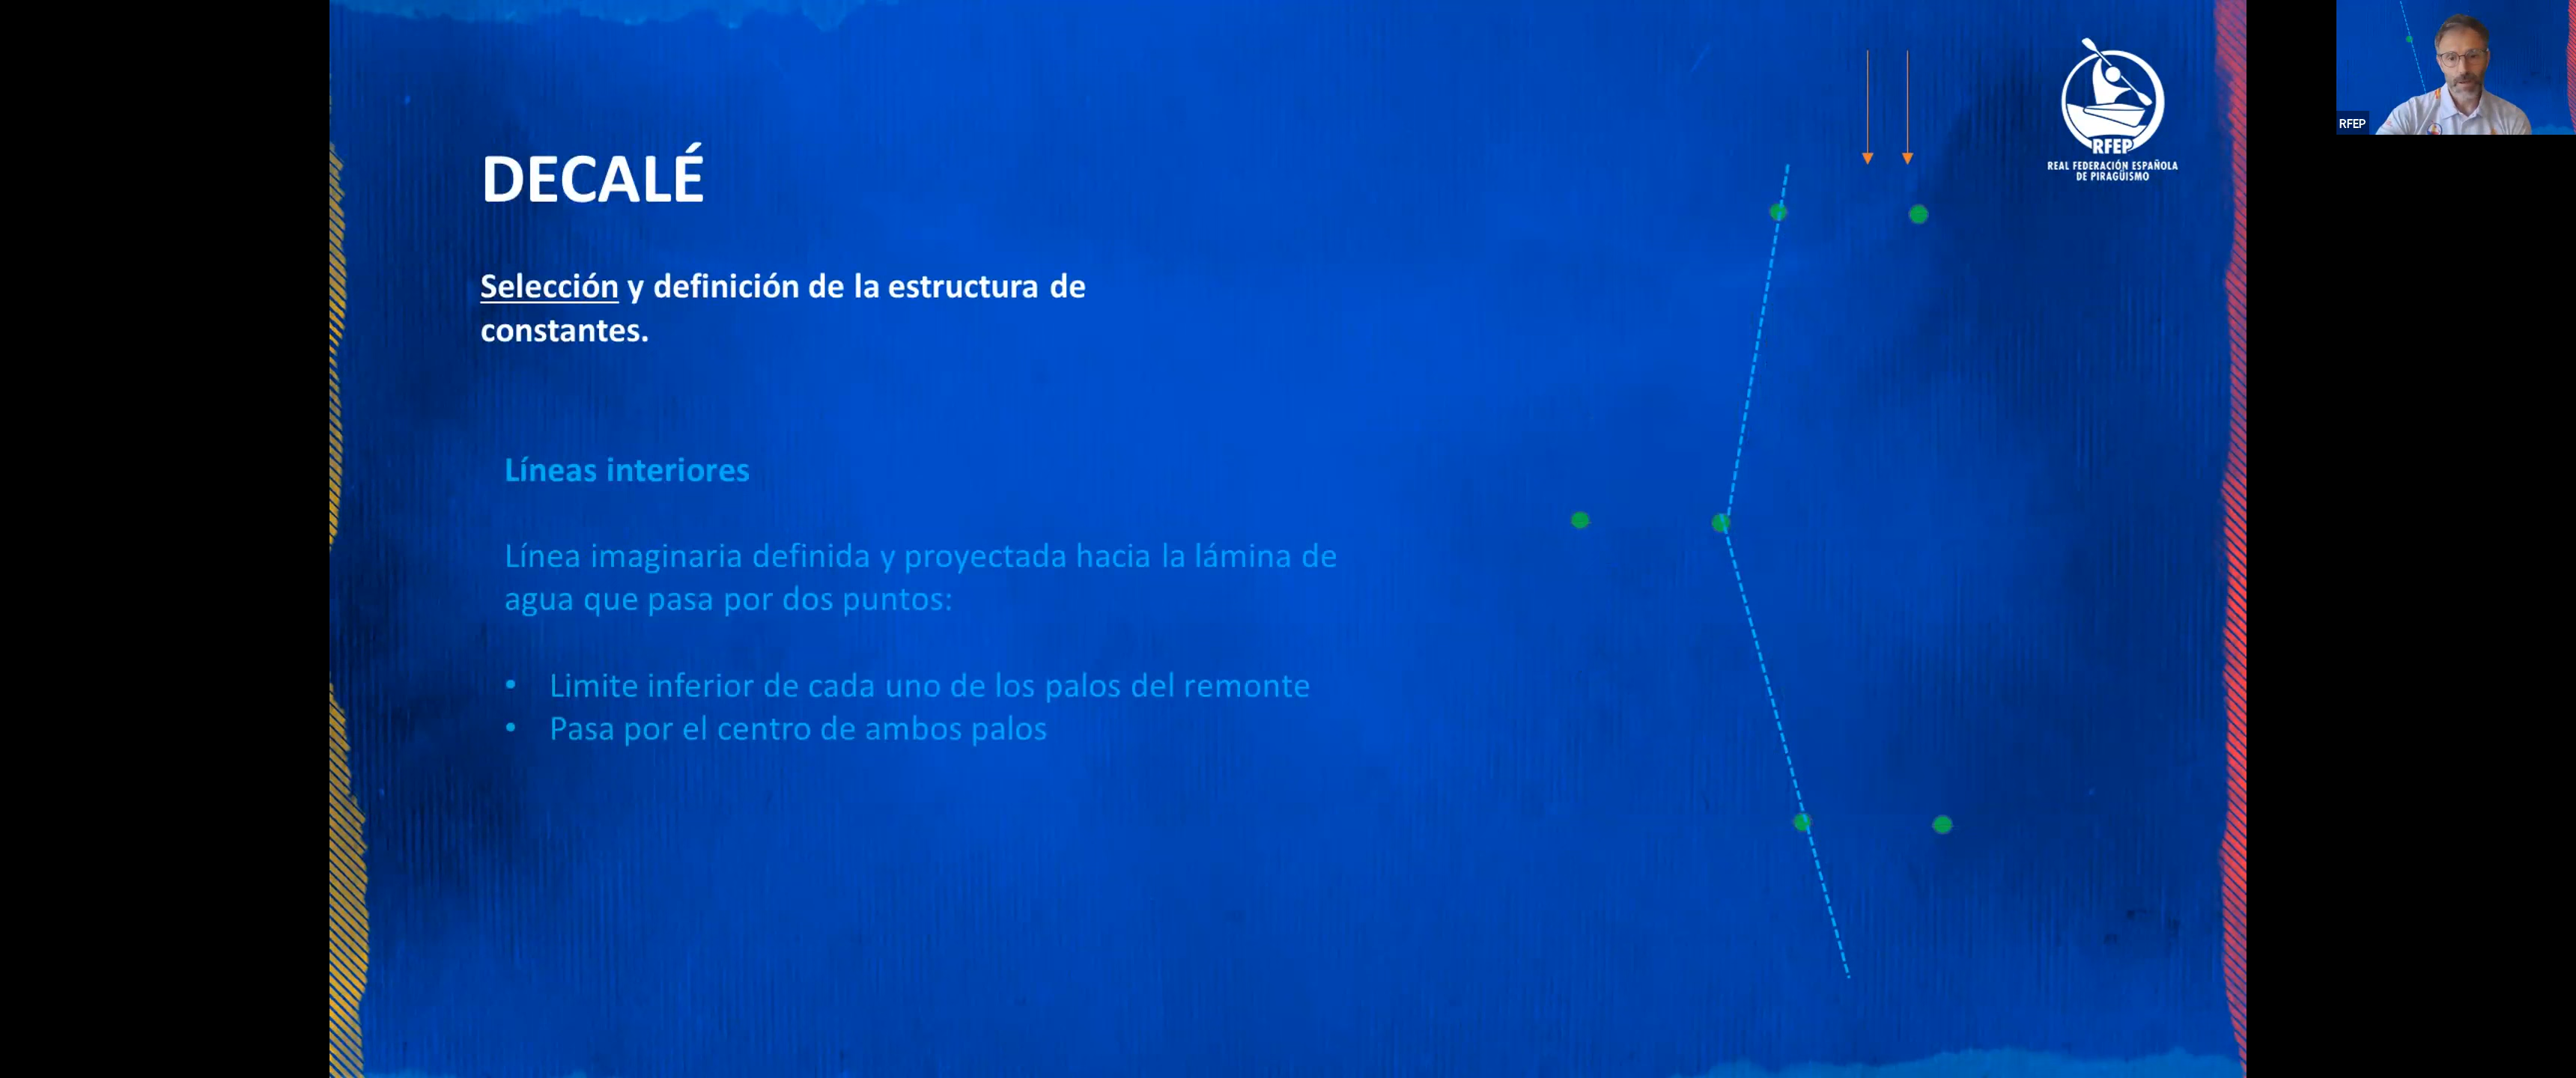 DECALÉ
Selección y definición de la estructura de
constantes.
Líneas interiores
Línea imaginaria definida y proyectada hacia la lámina de
agua que pasa por dos puntos:
• Limite inferior de cada uno de los palos del remonte
• Pasa por el centro de ambos palos
RFEP
REAL FEDERACIÓN ESPAÑOLA
DE PIRAGÜISMO
RFEP